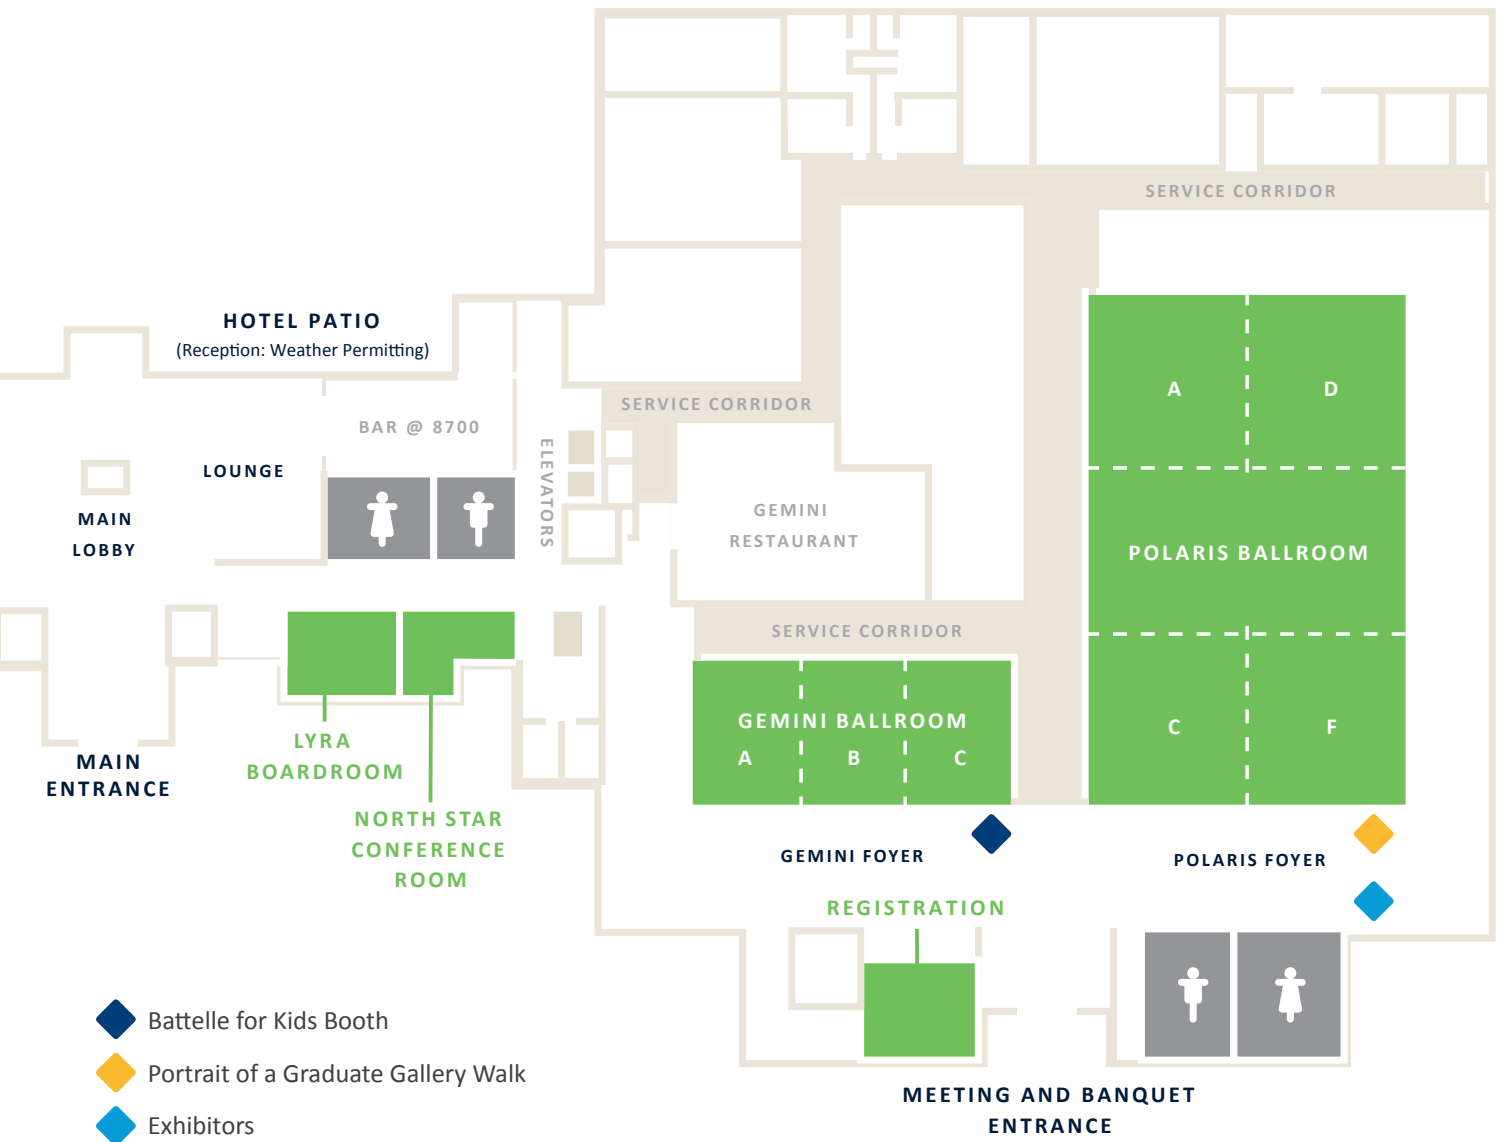 SERVICE CORRIDOR
HOTEL PATIO
(Reception: Weather Permitting)
SERVICE CORRIDOR
A
D
BAR @ 8700
ELEVATORS
LOUNGE
MAIN
LOBBY
GEMINI
RESTAURANT
POLARIS BALLROOM
SERVICE CORRIDOR
GEMINI BALLROOM
A
B
C
C
F
LYRA
BOARDROOM
MAIN
ENTRANCE
NORTH STAR
CONFERENCE
ROOM
GEMINI FOYER
POLARIS FOYER
REGISTRATION
Battelle for Kids Booth
Portrait of a Graduate Gallery Walk
Exhibitors
MEETING AND BANQUET
ENTRANCE